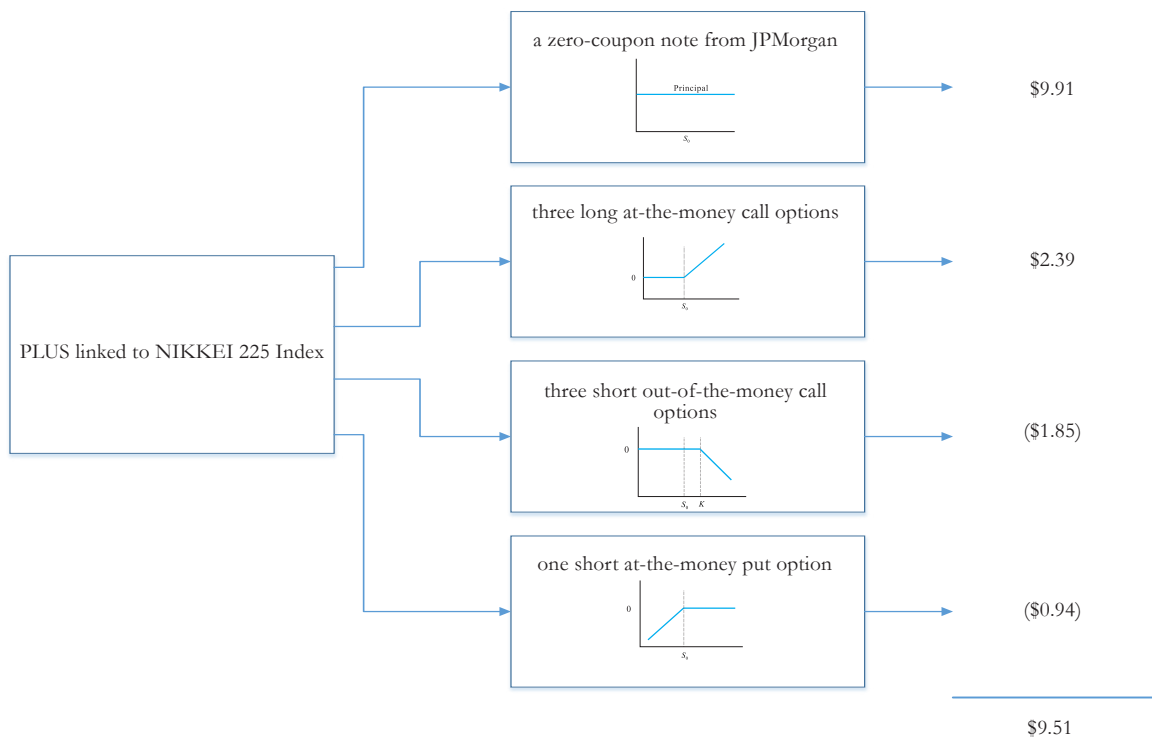 a zero-coupon note from JPMorgan
Principal
S₀
$9.91
three long at-the-money call options
0
S₀
$2.39
PLUS linked to NIKKEI 225 Index
three short out-of-the-money call
options
0
S₀ K
($1.85)
one short at-the-money put option
0
S₀
($0.94)
$9.51